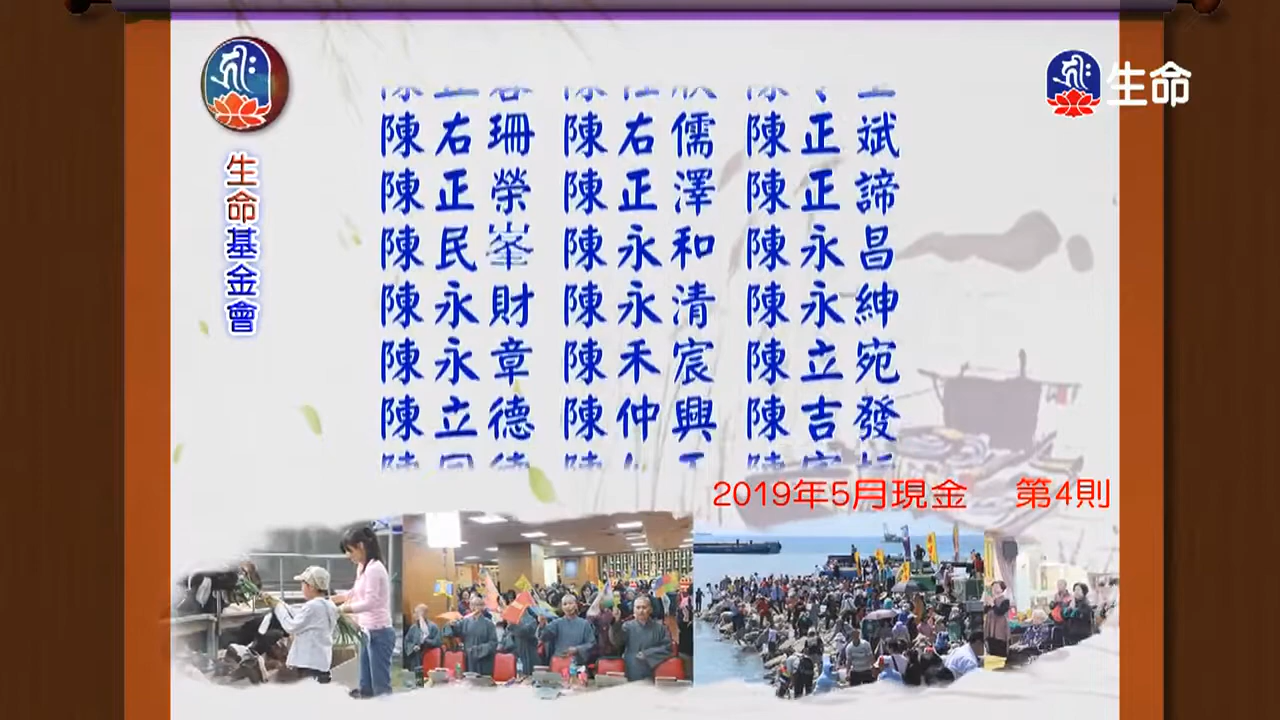 生命
生命基金會
陳右珊 陳右儒 陳正斌
陳正榮 陳正澤 陳正諦
陳民峯 陳永和 陳永昌
陳永財 陳永清 陳永紳
陳永章 陳禾宸 陳立宛
陳立德 陳仲興 陳吉發
2019年5月現金 第4則